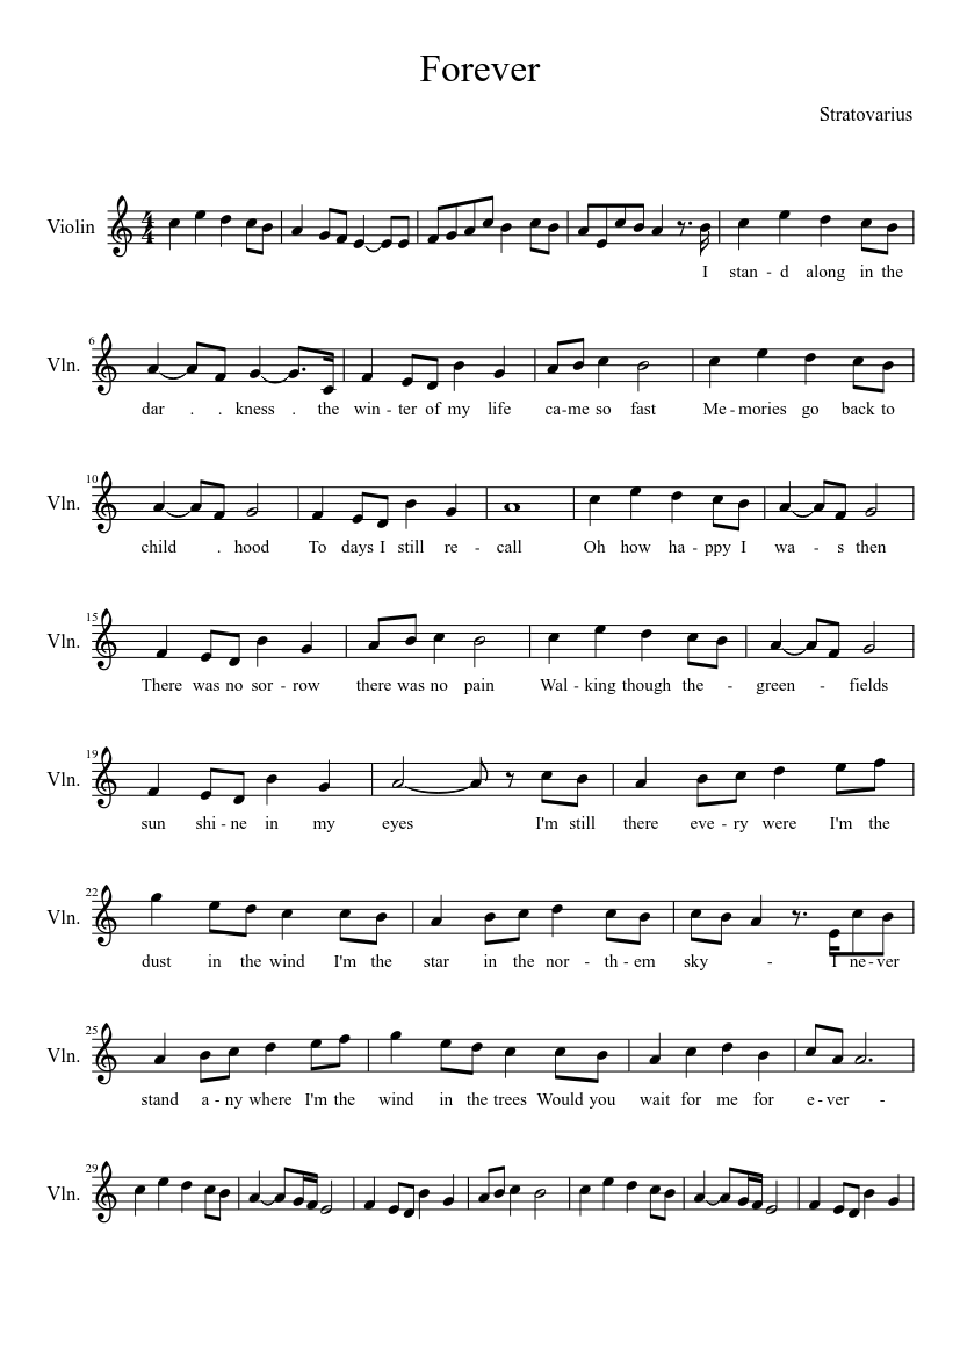 Forever
Stratovarius
Violin
I stan - d along in the
6
Vln.
dar . . kness . the win - ter of my life ca - me so fast Me - mories go back to
10
Vln.
child . hood To days I still re - call Oh how ha - ppy I wa - s then
15
Vln.
There was no sor - row there was no pain Wal - king though the - green - fields
19
Vln.
sun shi - ne in my eyes I'm still there eve - ry were I'm the
22
Vln.
dust in the wind I'm the star in the nor - th - em sky - I ne - ver
25
Vln.
stand a - ny where I'm the wind in the trees Would you wait for me for e - ver -
29
Vln.